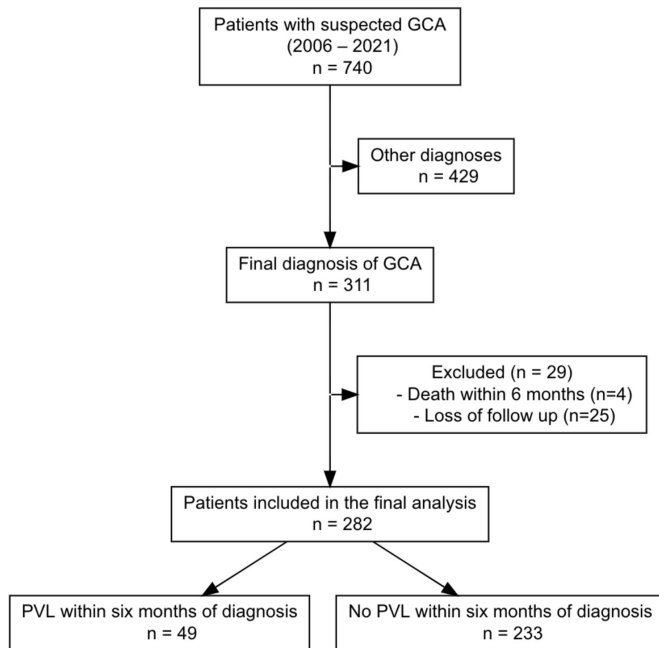 Patients with suspected GCA
(2006 – 2021)
n = 740
Other diagnoses
n = 429
Final diagnosis of GCA
n = 311
Excluded (n = 29)
- Death within 6 months (n=4)
- Loss of follow up (n=25)
Patients included in the final analysis
n = 282
PVL within six months of diagnosis
n = 49
No PVL within six months of diagnosis
n = 233